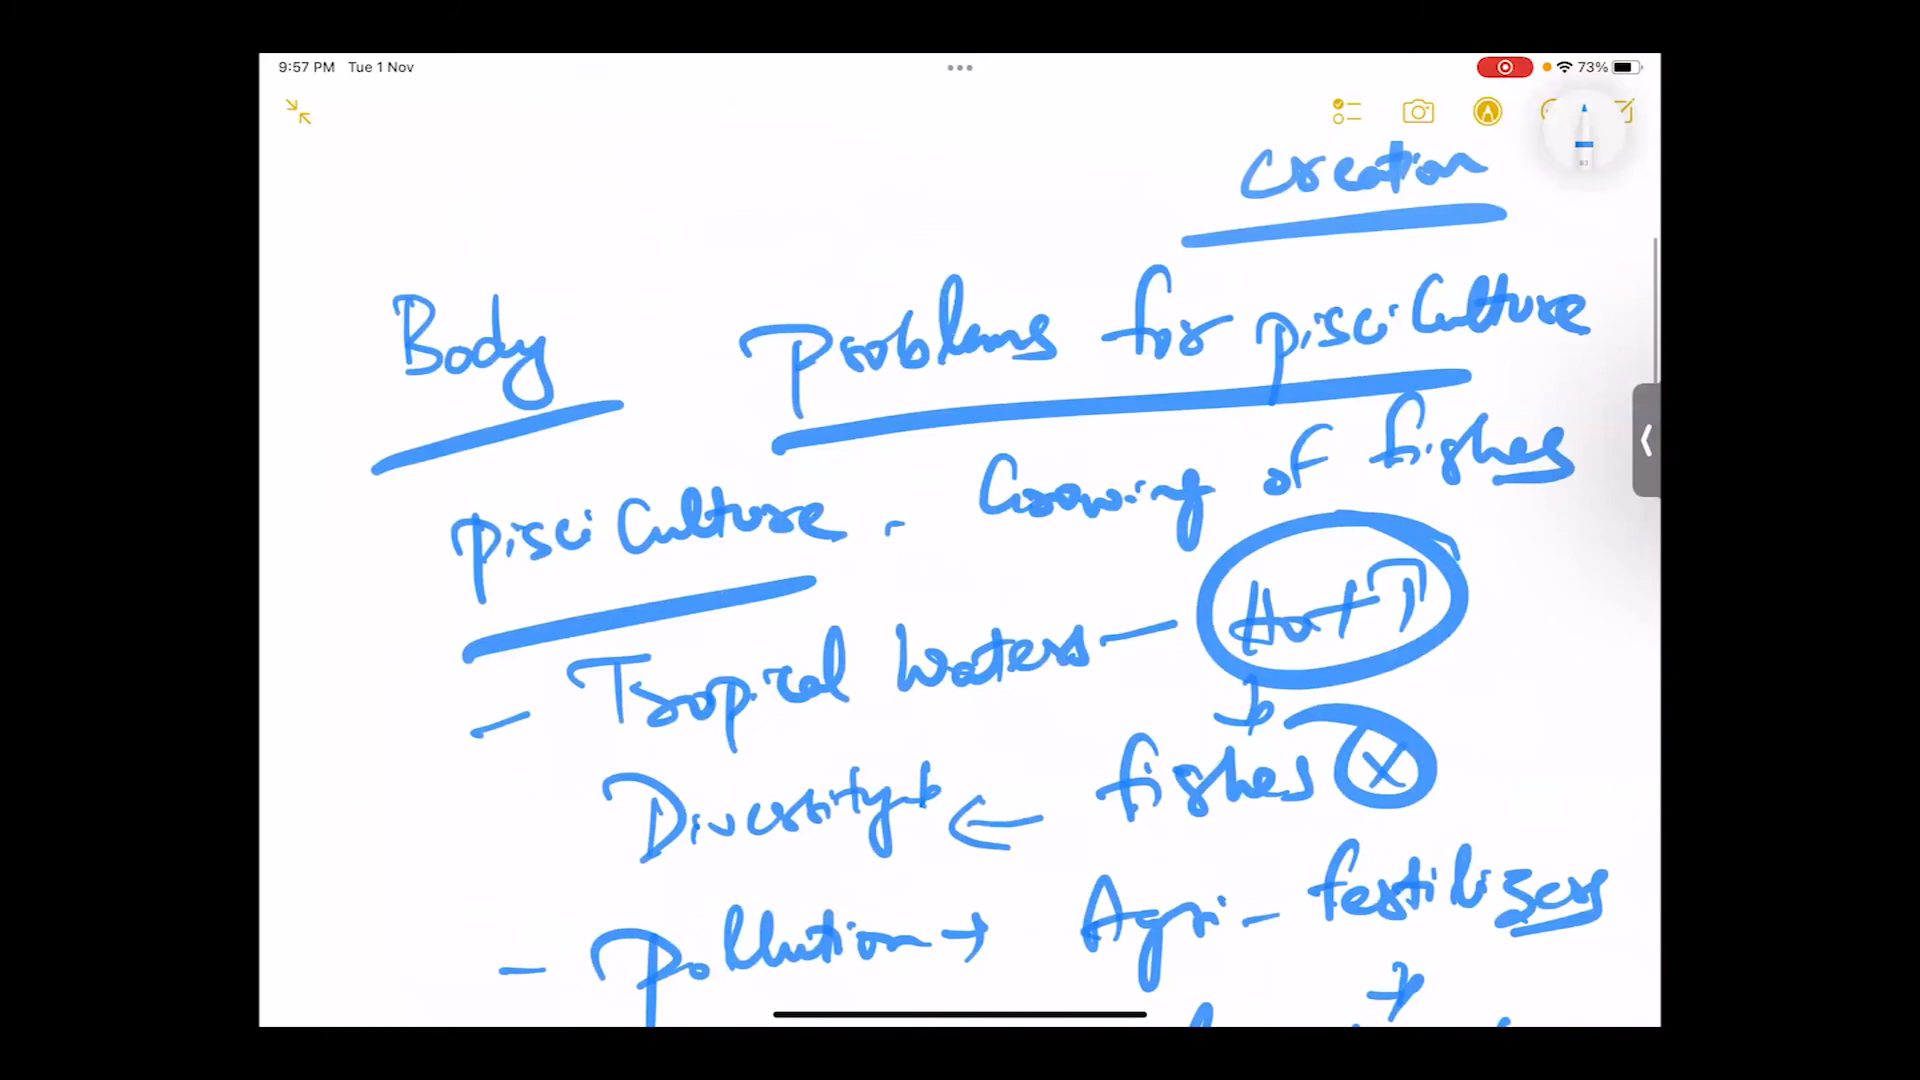 9:57 PM Tue 1 Nov
73%
Creation
Body Problems for pisciculture
pisciculture - Growing of fishes
- Tropical Waters — Hot ↑
↓
Diversity ↓ ← fishes X
- Pollution → Agri - fertilizers
↓